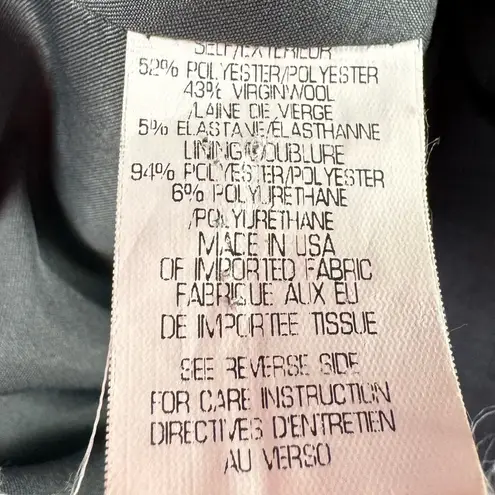 SELF/EXTERIEUR
52% POLYESTER/POLYESTER
43% VIRGINWOOL
/LAINE DE VIERGE
5% ELASTANE/ELASTHANNE
LINING/DOUBLURE
94% POLYESTER/POLYESTER
6% POLYURETHANE
/POLYURETHANE
MADE IN USA
OF IMPORTED FABRIC
FABRIQUE AUX EU
DE IMPORTEE TISSUE
SEE REVERSE SIDE
FOR CARE INSTRUCTION
DIRECTIVES D'ENTRETIEN
AU VERSO